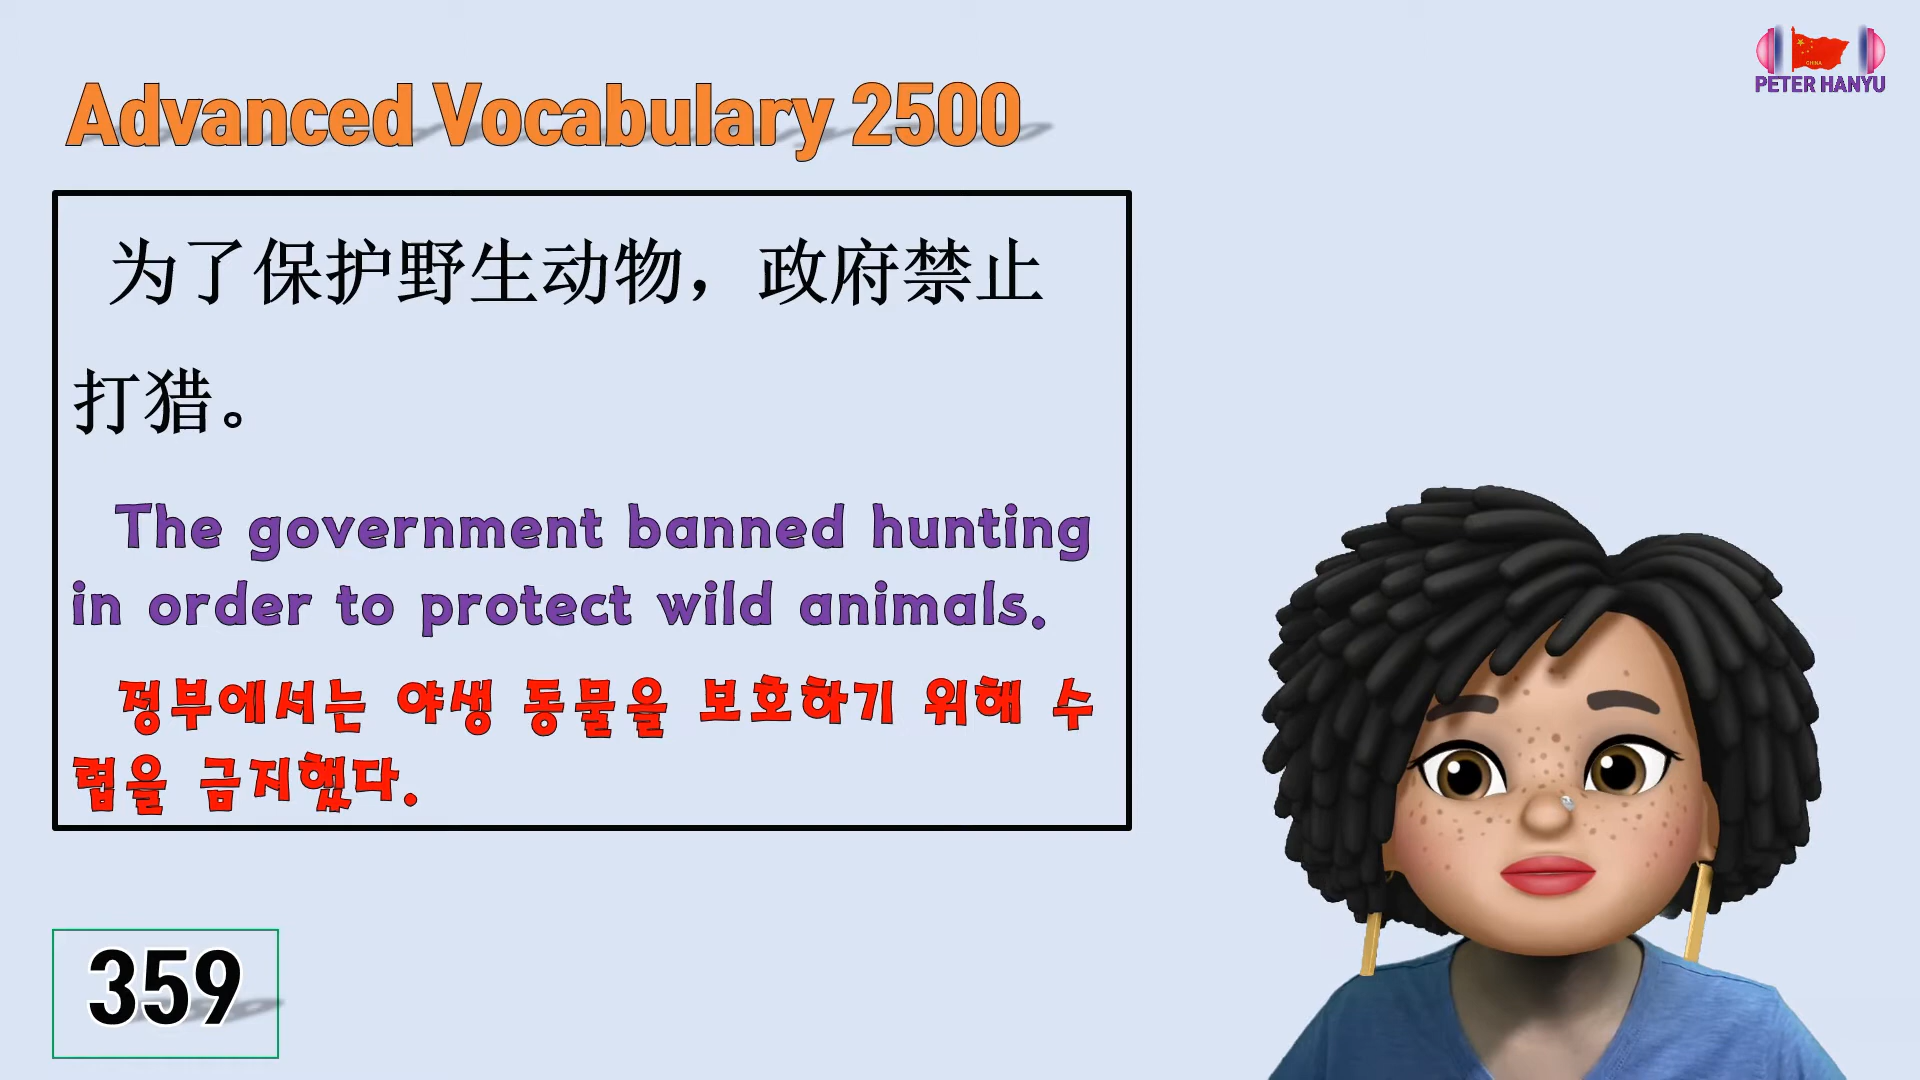 Advanced Vocabulary 2500
CHINA
PETER HANYU
为了保护野生动物，政府禁止
打猎。
The government banned hunting
in order to protect wild animals.
정부에서는 야생 동물을 보호하기 위해 수
렵을 금지했다.
359